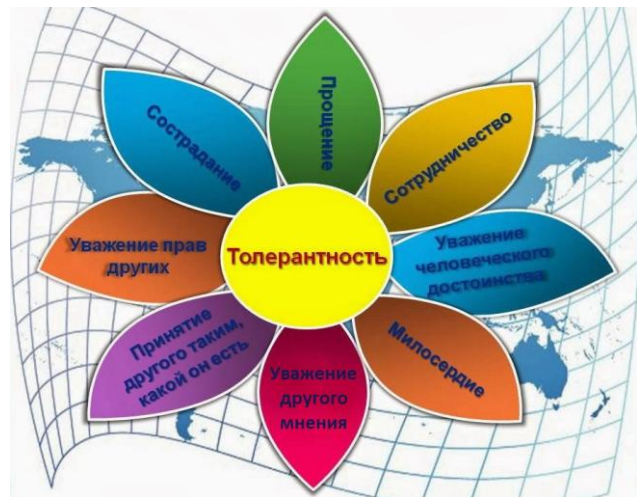 Прощение
Сострадание
Сотрудничество
Уважение прав
других
Толерантность
Уважение
человеческого
достоинства
Принятие
другого таким,
какой он есть
Уважение
другого
мнения
Милосердие